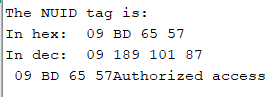 The NUID tag is:
In hex:  09 BD 65 57
In dec:  09 189 101 87
 09 BD 65 57Authorized access